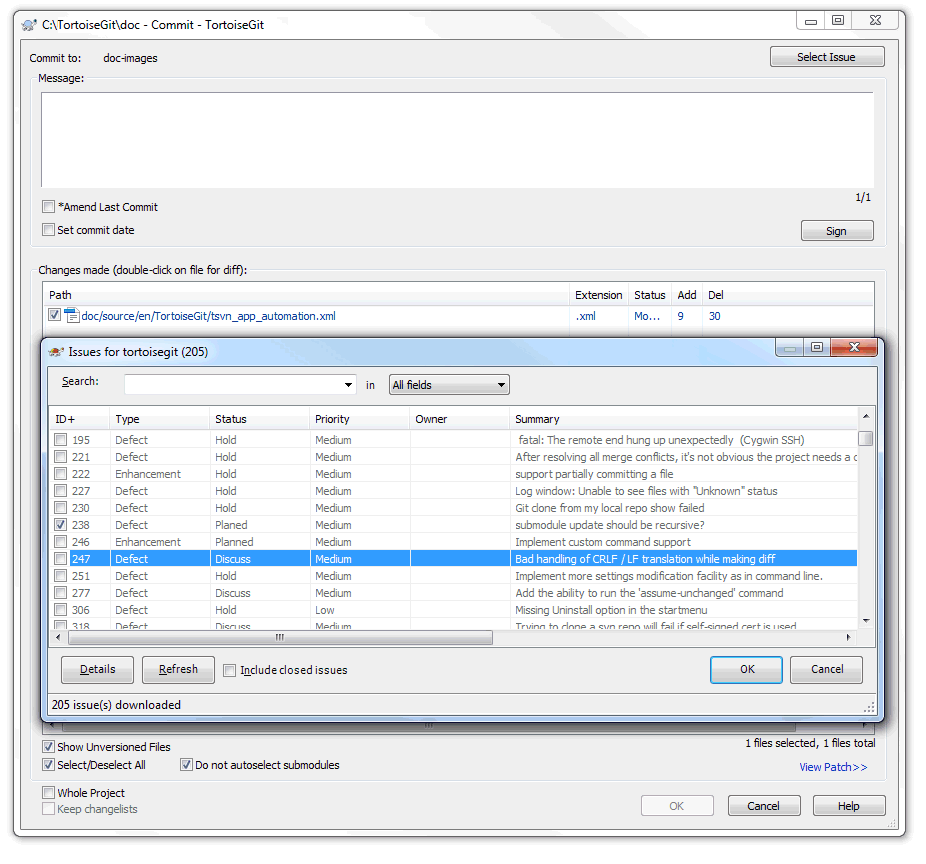 C:\TortoiseGit\doc - Commit - TortoiseGit
Commit to: doc-images Select Issue
Message:
1/1
*Amend Last Commit
Set commit date Sign
Changes made (double-click on file for diff):
Path Extension Status Add Del
doc/source/en/TortoiseGit/tsvn_app_automation.xml .xml Mo... 9 30
Issues for tortoisegit (205)
Search: in All fields
ID+ Type Status Priority Owner Summary
195 Defect Hold Medium fatal: The remote end hung up unexpectedly (Cygwin SSH)
221 Defect Hold Medium After resolving all merge conflicts, it's not obvious the project needs a c
222 Enhancement Hold Medium support partially committing a file
227 Defect Hold Medium Log window: Unable to see files with "Unknown" status
230 Defect Hold Medium Git clone from my local repo show failed
238 Defect Planed Medium submodule update should be recursive?
246 Enhancement Planned Medium Implement custom command support
247 Defect Discuss Medium Bad handling of CRLF / LF translation while making diff
251 Defect Hold Medium Implement more settings modification facility as in command line.
277 Defect Discuss Medium Add the ability to run the 'assume-unchanged' command
306 Defect Hold Low Missing Uninstall option in the startmenu
318 Defect Discuss Medium Trying to clone a svn repo will fail if self-signed cert is used
Details Refresh Include closed issues OK Cancel
205 issue(s) downloaded
Show Unversioned Files 1 files selected, 1 files total
Select/Deselect All Do not autoselect submodules View Patch>>
Whole Project
Keep changelists OK Cancel Help